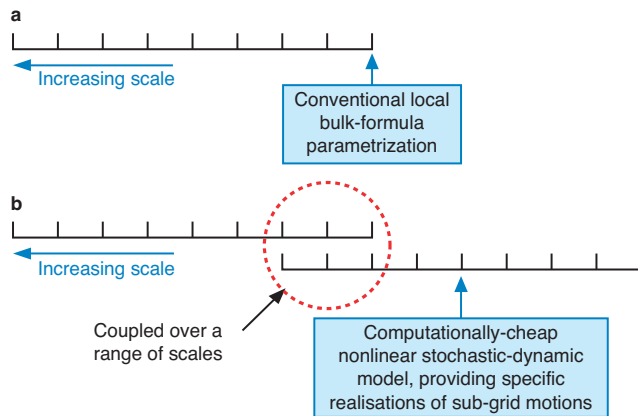 a
Increasing scale
Conventional local
bulk-formula
parametrization
b
Increasing scale
Coupled over a
range of scales
Computationally-cheap
nonlinear stochastic-dynamic
model, providing specific
realisations of sub-grid motions